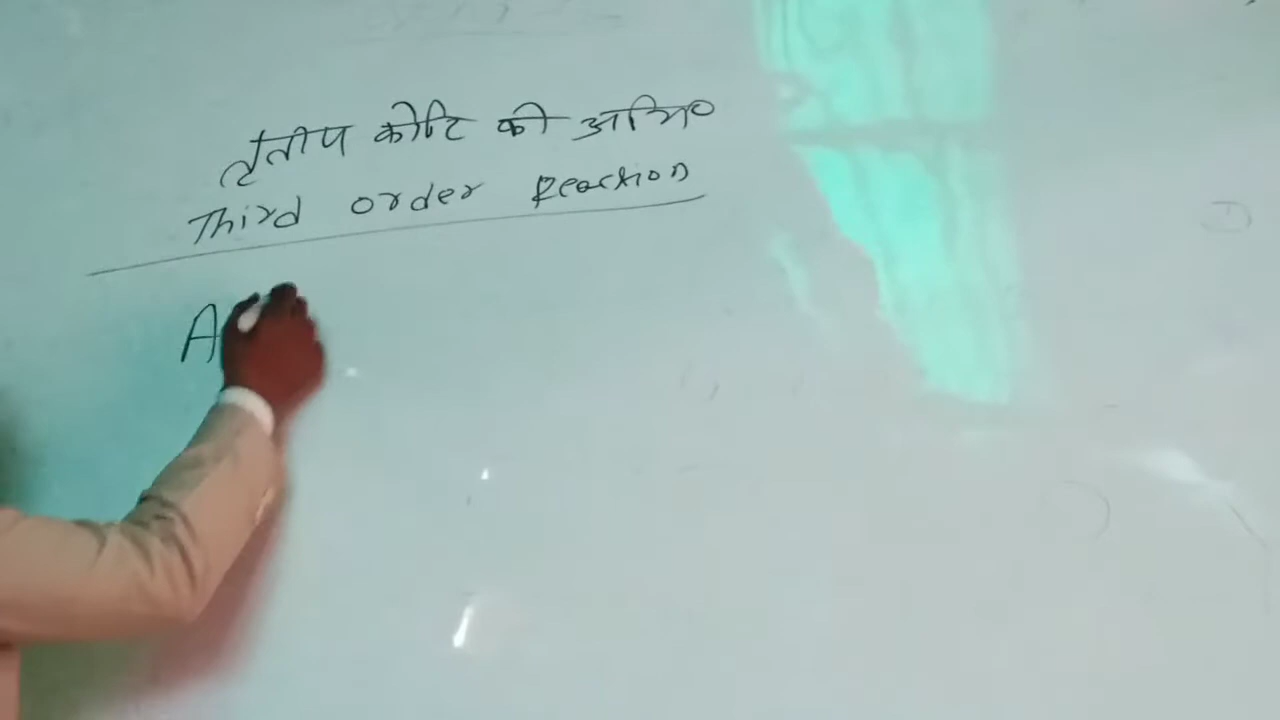 तृतीय कोटि की अभि०
Third order Reaction
A